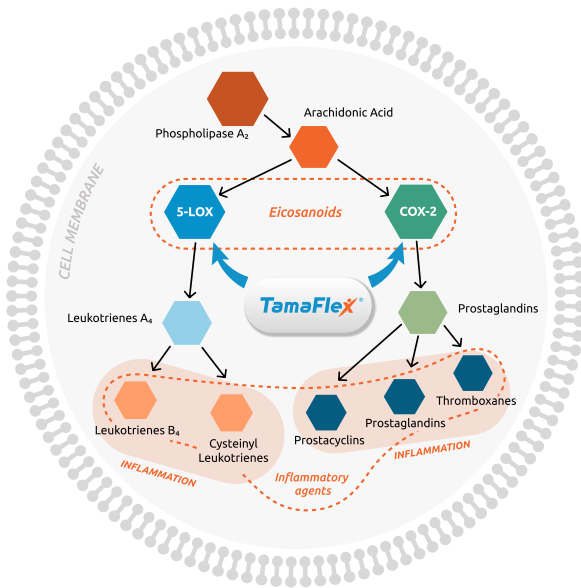 Arachidonic Acid
Phospholipase A₂
CELL MEMBRANE
5-LOX
Eicosanoids
COX-2
TamaFlex®
Leukotrienes A₄
Prostaglandins
Leukotrienes B₄
Cysteinyl
Leukotrienes
Prostacyclins
Prostaglandins
Thromboxanes
INFLAMMATION
Inflammatory
agents
INFLAMMATION